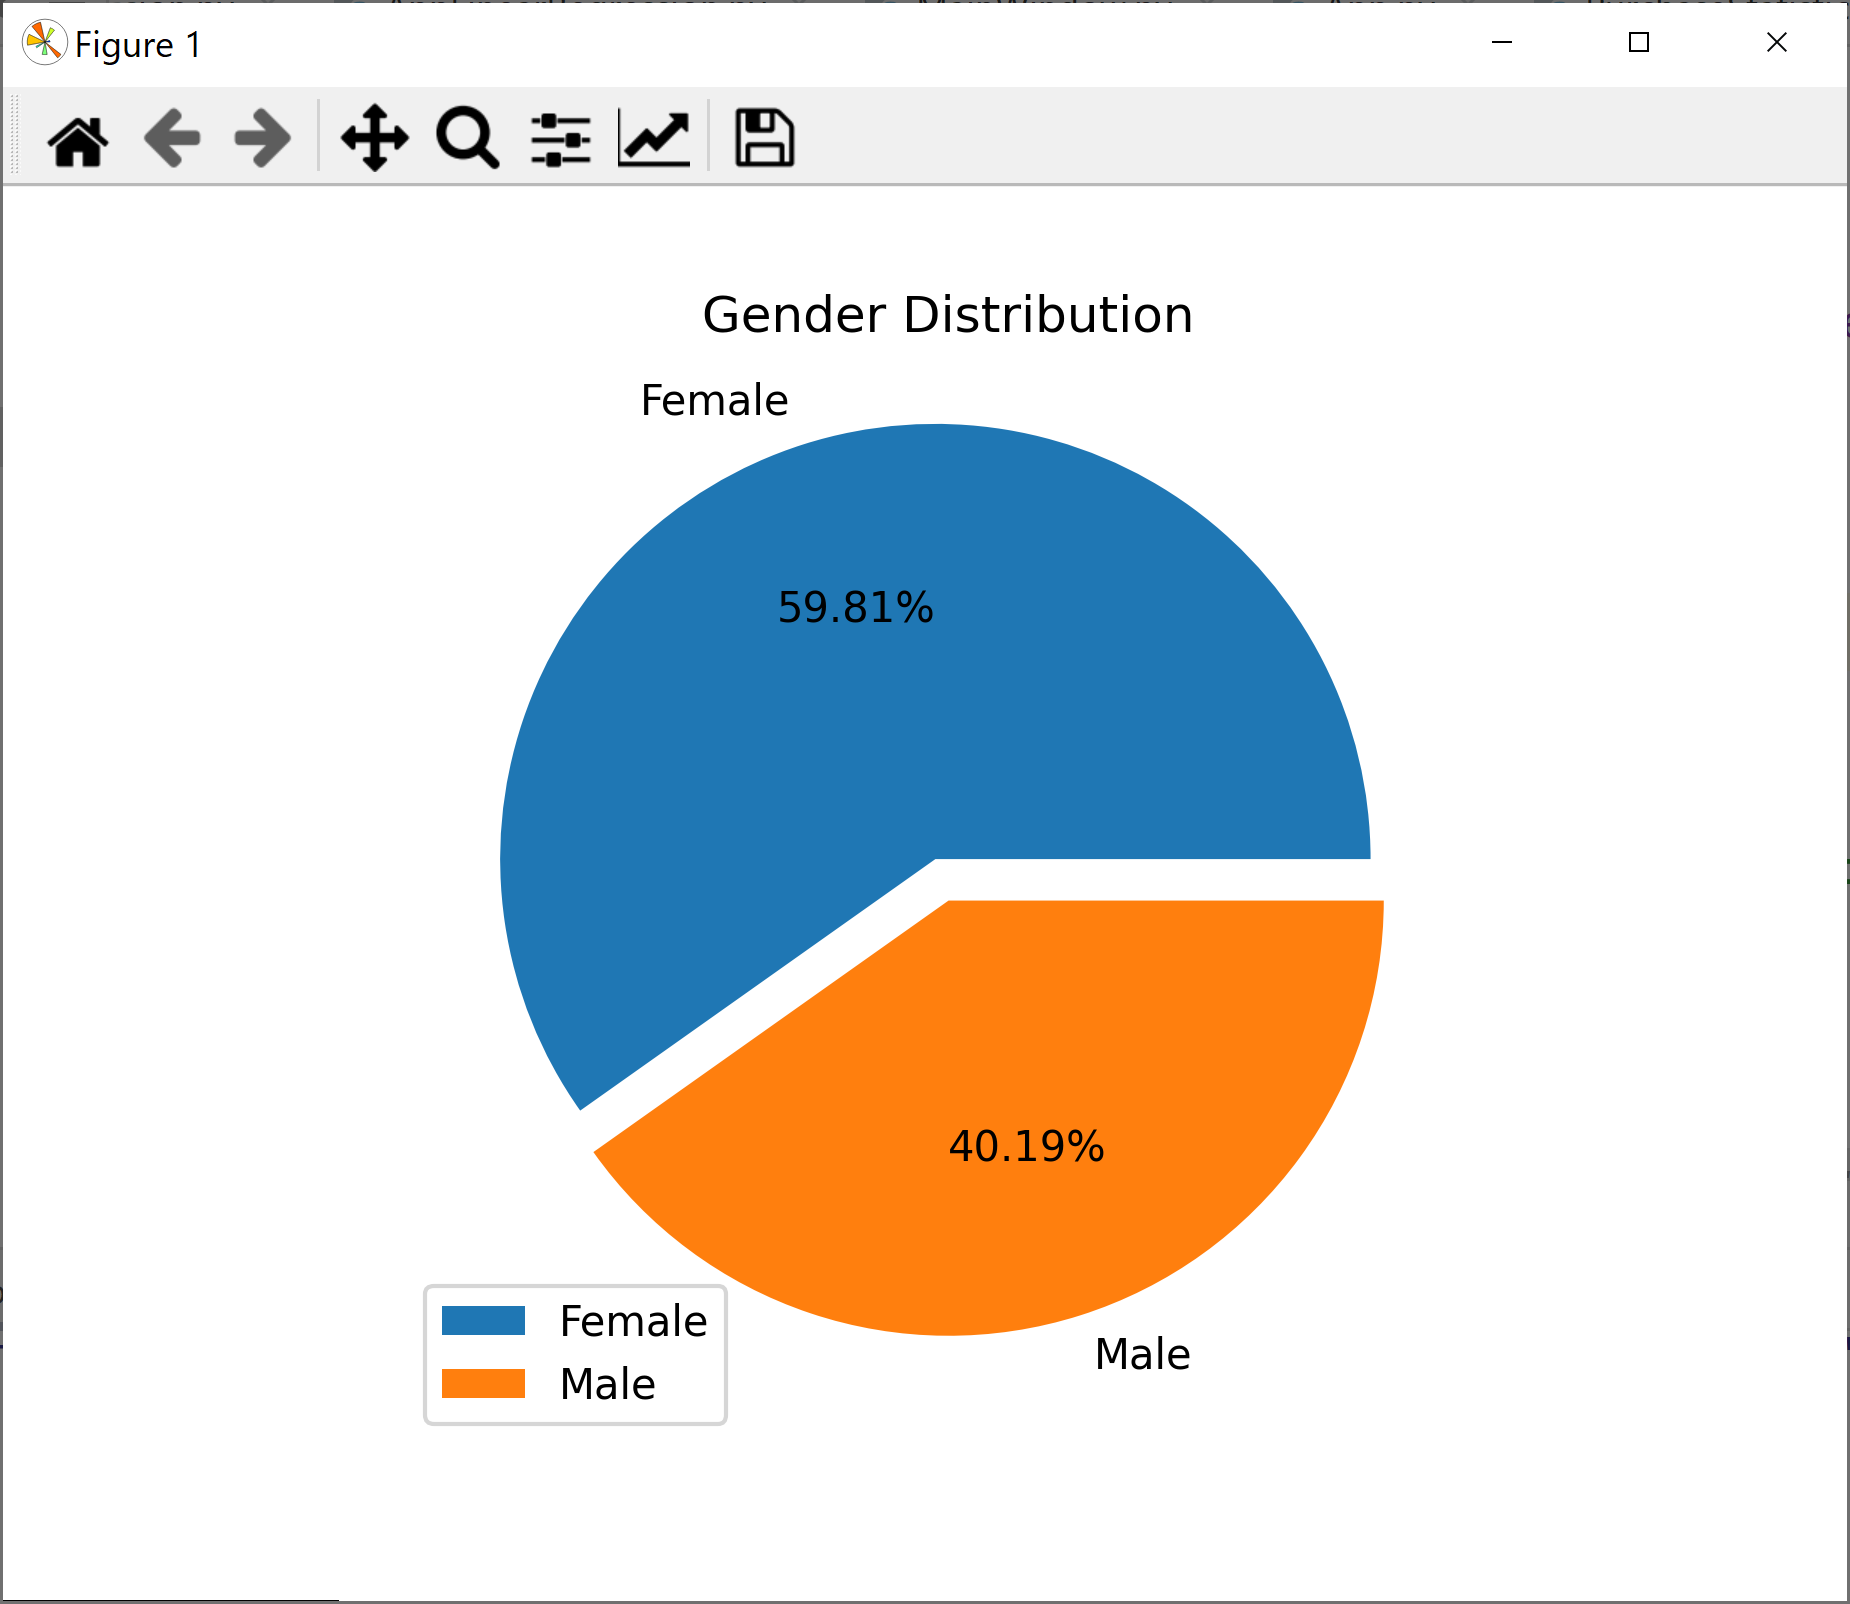 Figure 1
Gender Distribution
Female
59.81%
40.19%
Male
Female
Male